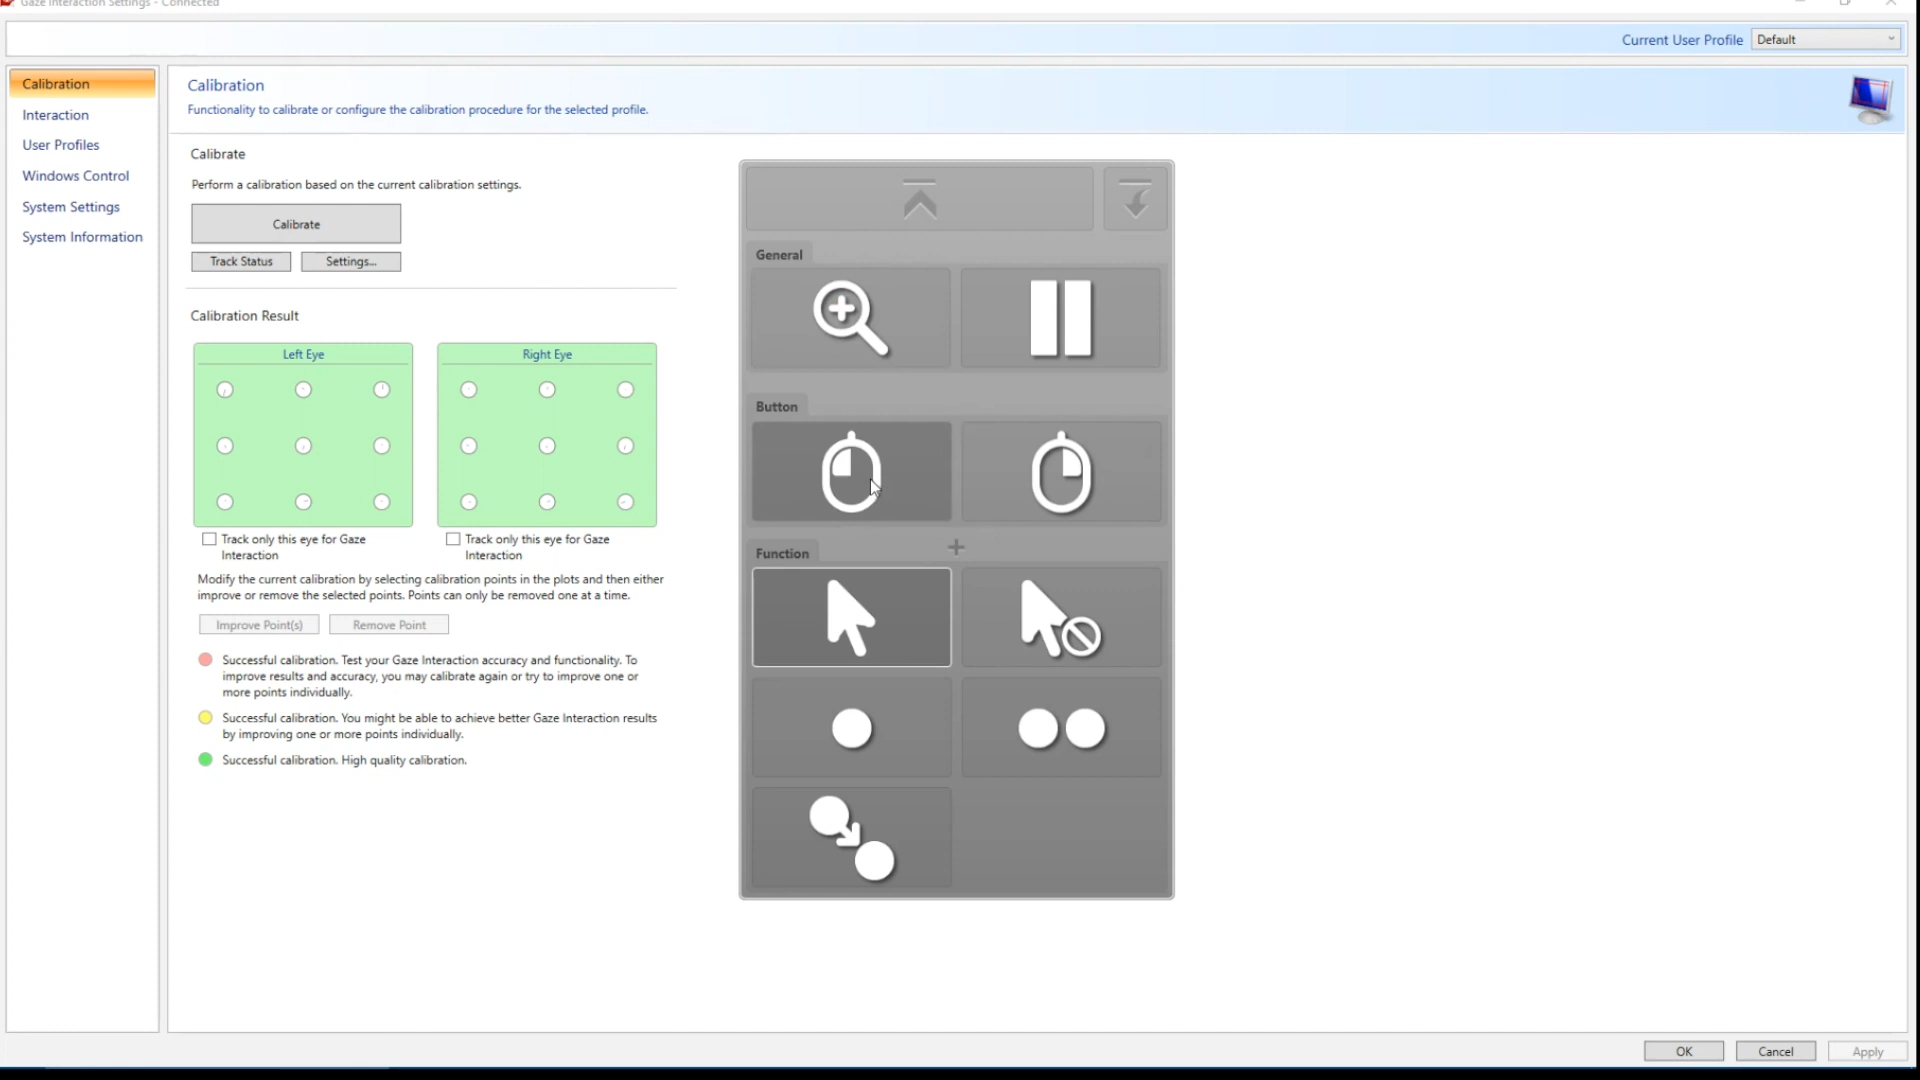 Gaze Interaction Settings - Connected
Current User Profile
Default
Calibration
Interaction
User Profiles
Windows Control
System Settings
System Information
Calibration
Functionality to calibrate or configure the calibration procedure for the selected profile.
Calibrate
Perform a calibration based on the current calibration settings.
Calibrate
Track Status
Settings...
Calibration Result
Left Eye
Right Eye
Track only this eye for Gaze
Interaction
Track only this eye for Gaze
Interaction
Modify the current calibration by selecting calibration points in the plots and then either
improve or remove the selected points. Points can only be removed one at a time.
Improve Point(s)
Remove Point
Successful calibration. Test your Gaze Interaction accuracy and functionality. To
improve results and accuracy, you may calibrate again or try to improve one or
more points individually.
Successful calibration. You might be able to achieve better Gaze Interaction results
by improving one or more points individually.
Successful calibration. High quality calibration.
General
Button
Function
OK
Cancel
Apply